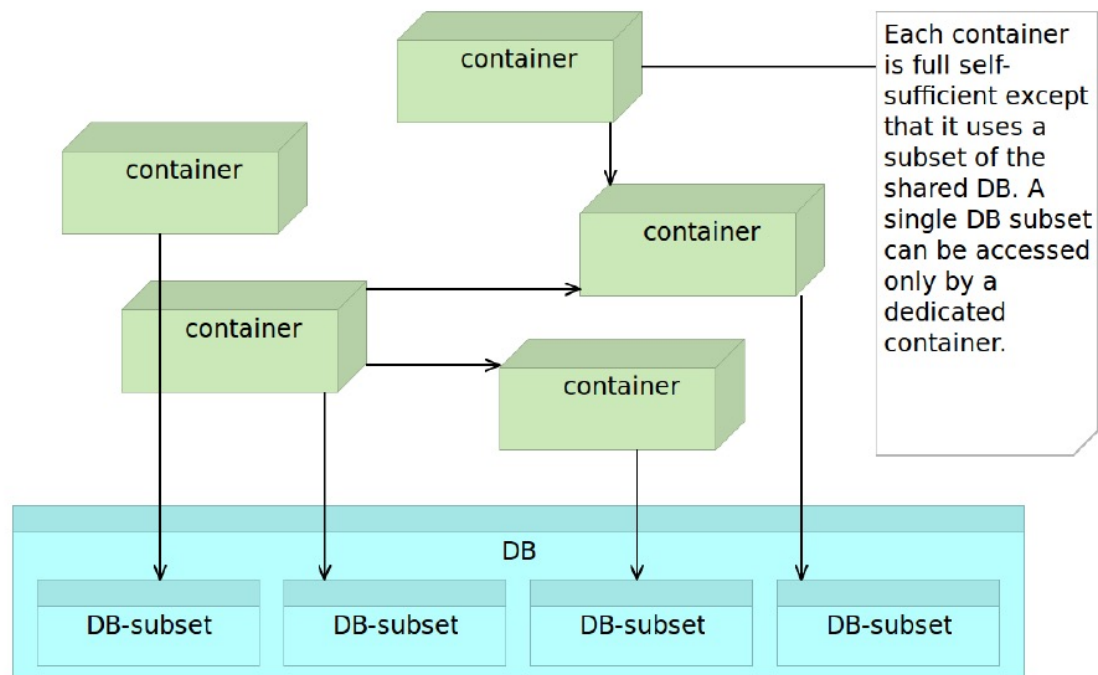 container
Each container
is full self-
sufficient except
that it uses a
subset of the
shared DB. A
single DB subset
can be accessed
only by a
dedicated
container.
container
container
container
container
DB
DB-subset
DB-subset
DB-subset
DB-subset